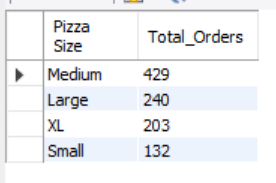 Pizza Size Total_Orders
Medium 429
Large 240
XL 203
Small 132